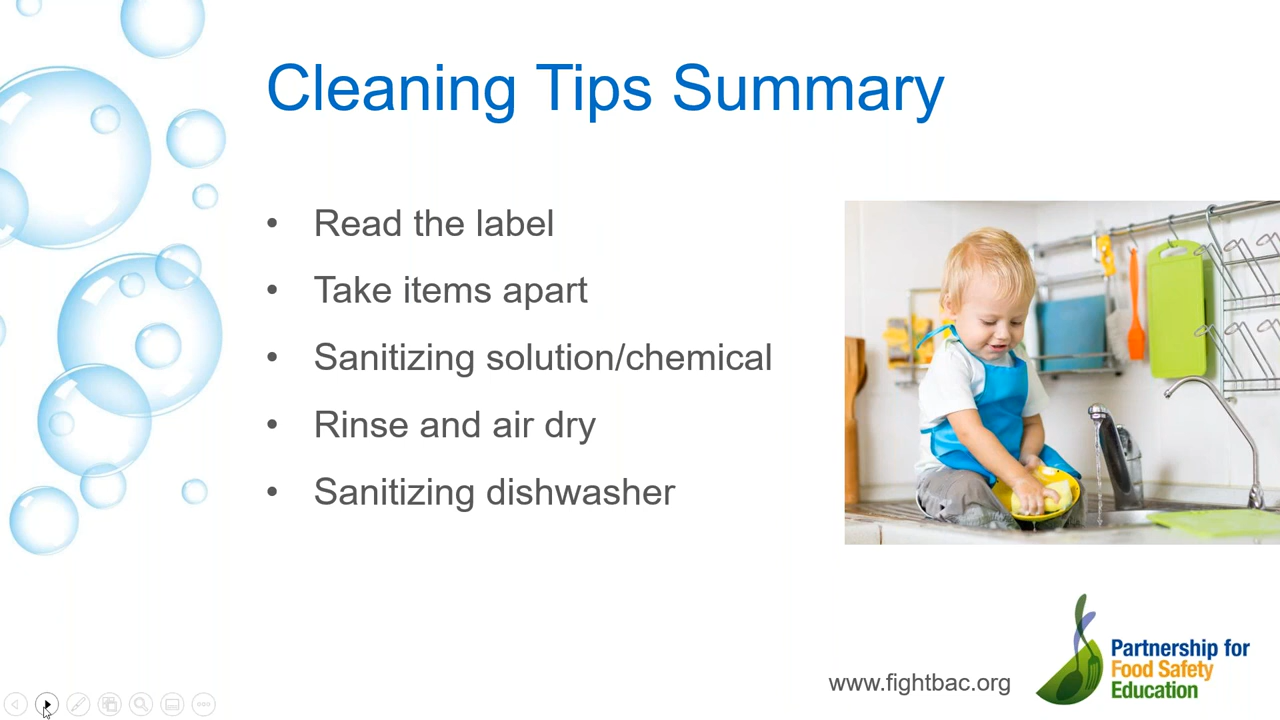 Cleaning Tips Summary
• Read the label
• Take items apart
• Sanitizing solution/chemical
• Rinse and air dry
• Sanitizing dishwasher
www.fightbac.org
Partnership for
Food Safety
Education